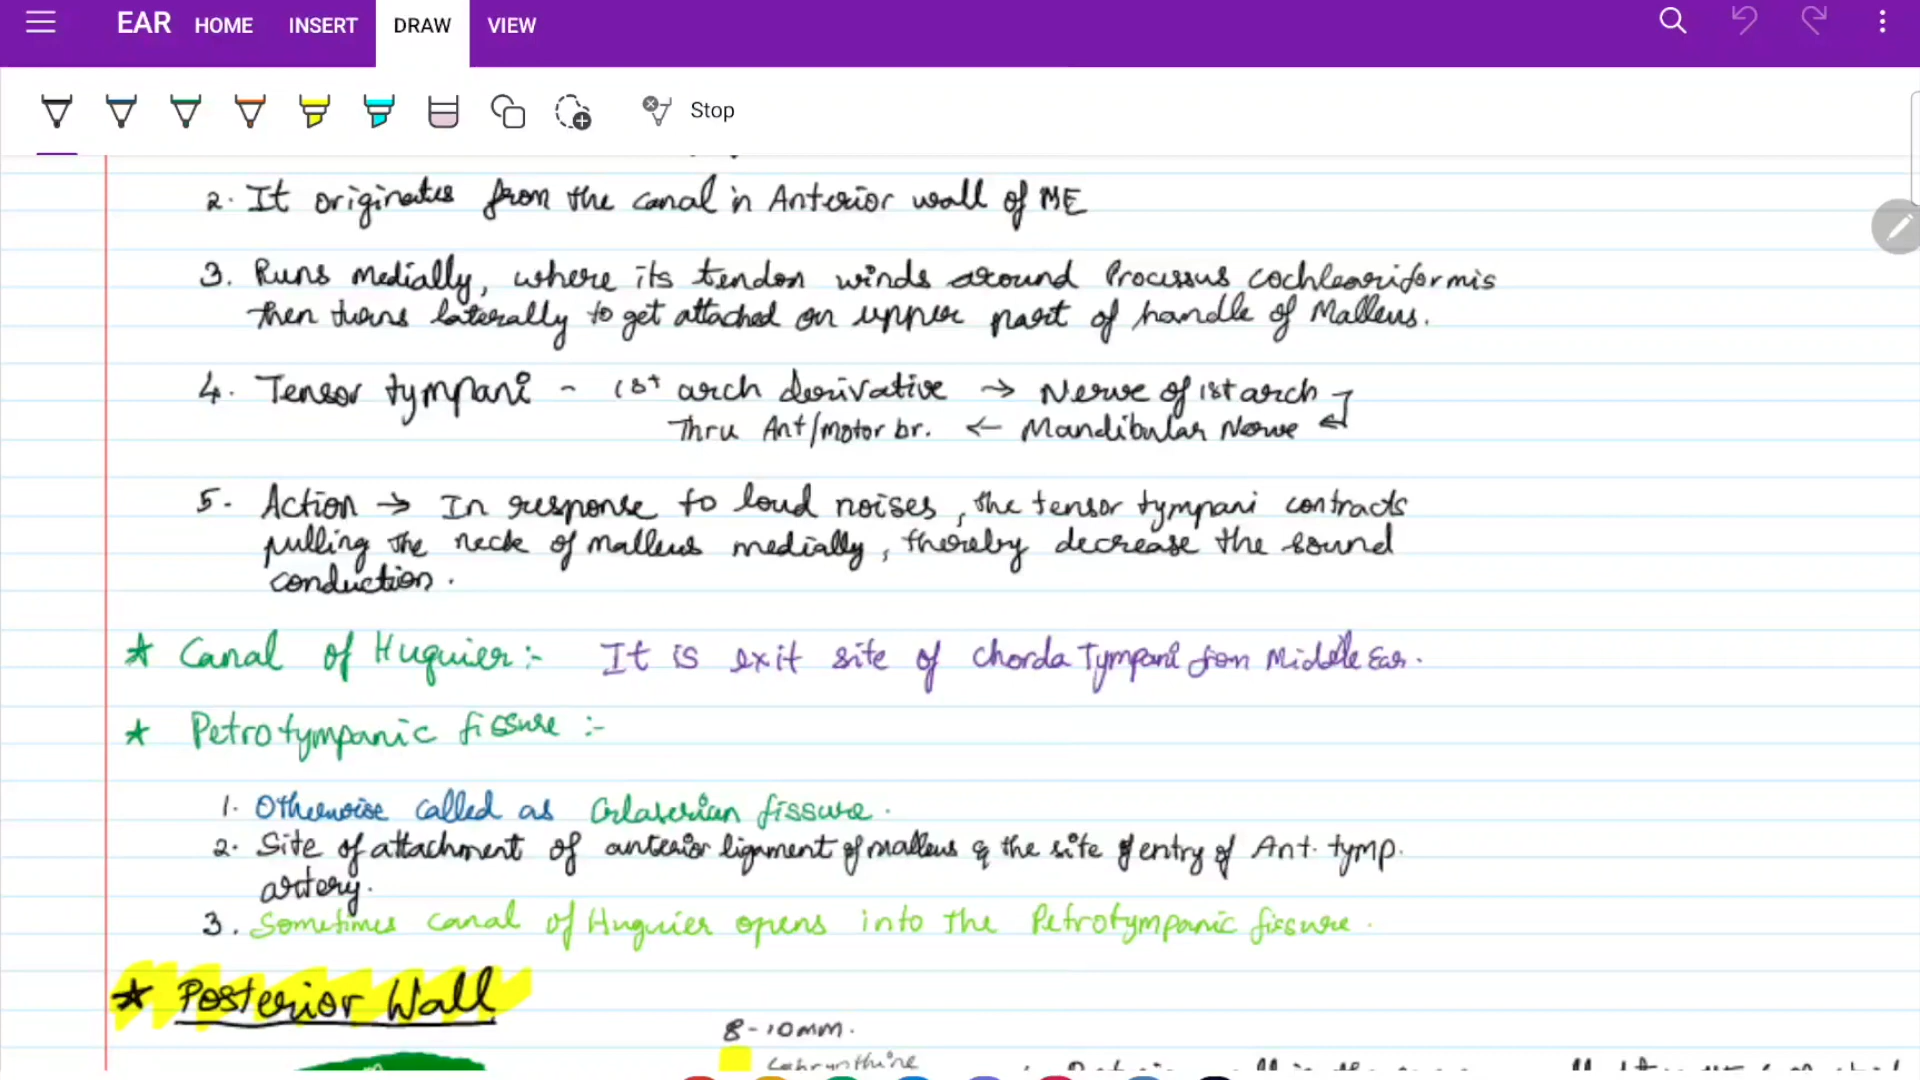 EAR HOME INSERT DRAW VIEW
Stop
2. It originates from the canal in Anterior wall of ME
3. Runs medially, where its tendon winds around Processus cochleariformis
then turns laterally to get attached on upper part of handle of Malleus.
4. Tensor tympani - 1st arch derivative → Nerve of 1st arch
Thru Ant/motor br. ← Mandibular Nerve
5. Action → In response to loud noises, the tensor tympani contracts
pulling the neck of malleus medially, thereby decrease the sound
conduction.
* Canal of Huguier:- It is exit site of chorda Tympani from Middle Ear.
* Petrotympanic fissure :-
1. Otherwise called as Glaserian fissure.
2. Site of attachment of anterior ligament of malleus & the site of entry of Ant. tymp.
artery.
3. Sometimes canal of Huguier opens into the Petrotympanic fissure.
* Posterior Wall
8-10mm.
Labrynthine